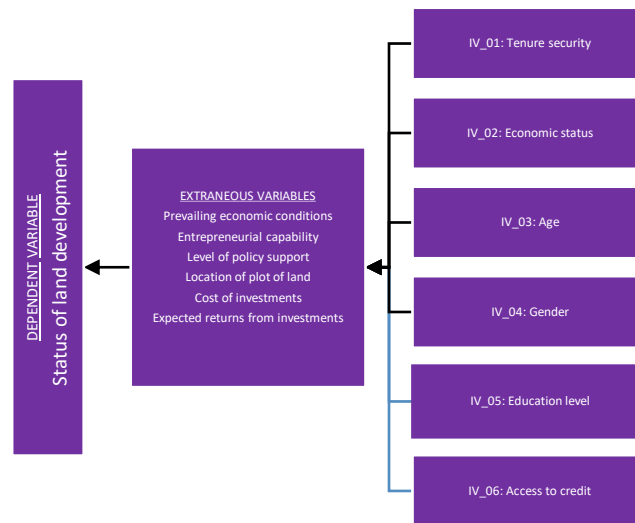 DEPENDENT VARIABLE
Status of land development
EXTRANEOUS VARIABLES
Prevailing economic conditions
Entrepreneurial capability
Level of policy support
Location of plot of land
Cost of investments
Expected returns from investments
IV_01: Tenure security
IV_02: Economic status
IV_03: Age
IV_04: Gender
IV_05: Education level
IV_06: Access to credit